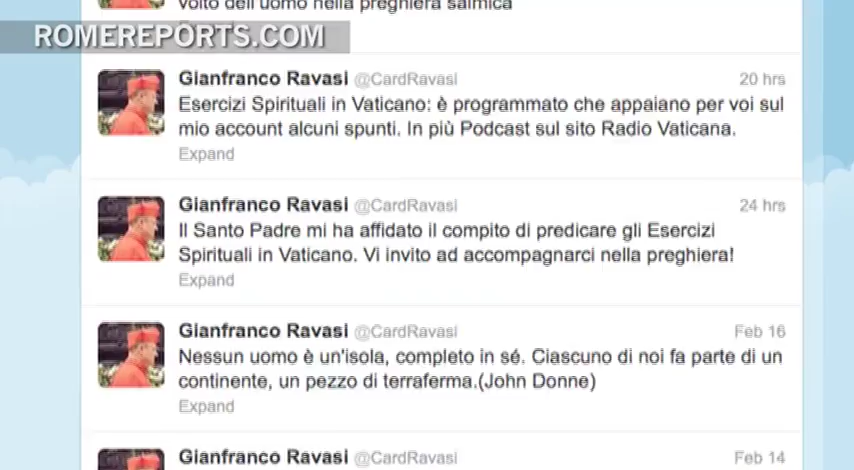 volto dell'uomo nella preghiera salmica
ROMEREPORTS.COM
Gianfranco Ravasi @CardRavasi 20 hrs
Esercizi Spirituali in Vaticano: è programmato che appaiano per voi sul
mio account alcuni spunti. In più Podcast sul sito Radio Vaticana.
Expand
Gianfranco Ravasi @CardRavasi 24 hrs
Il Santo Padre mi ha affidato il compito di predicare gli Esercizi
Spirituali in Vaticano. Vi invito ad accompagnarci nella preghiera!
Expand
Gianfranco Ravasi @CardRavasi Feb 16
Nessun uomo è un'isola, completo in sé. Ciascuno di noi fa parte di un
continente, un pezzo di terraferma.(John Donne)
Expand
Gianfranco Ravasi @CardRavasi Feb 14